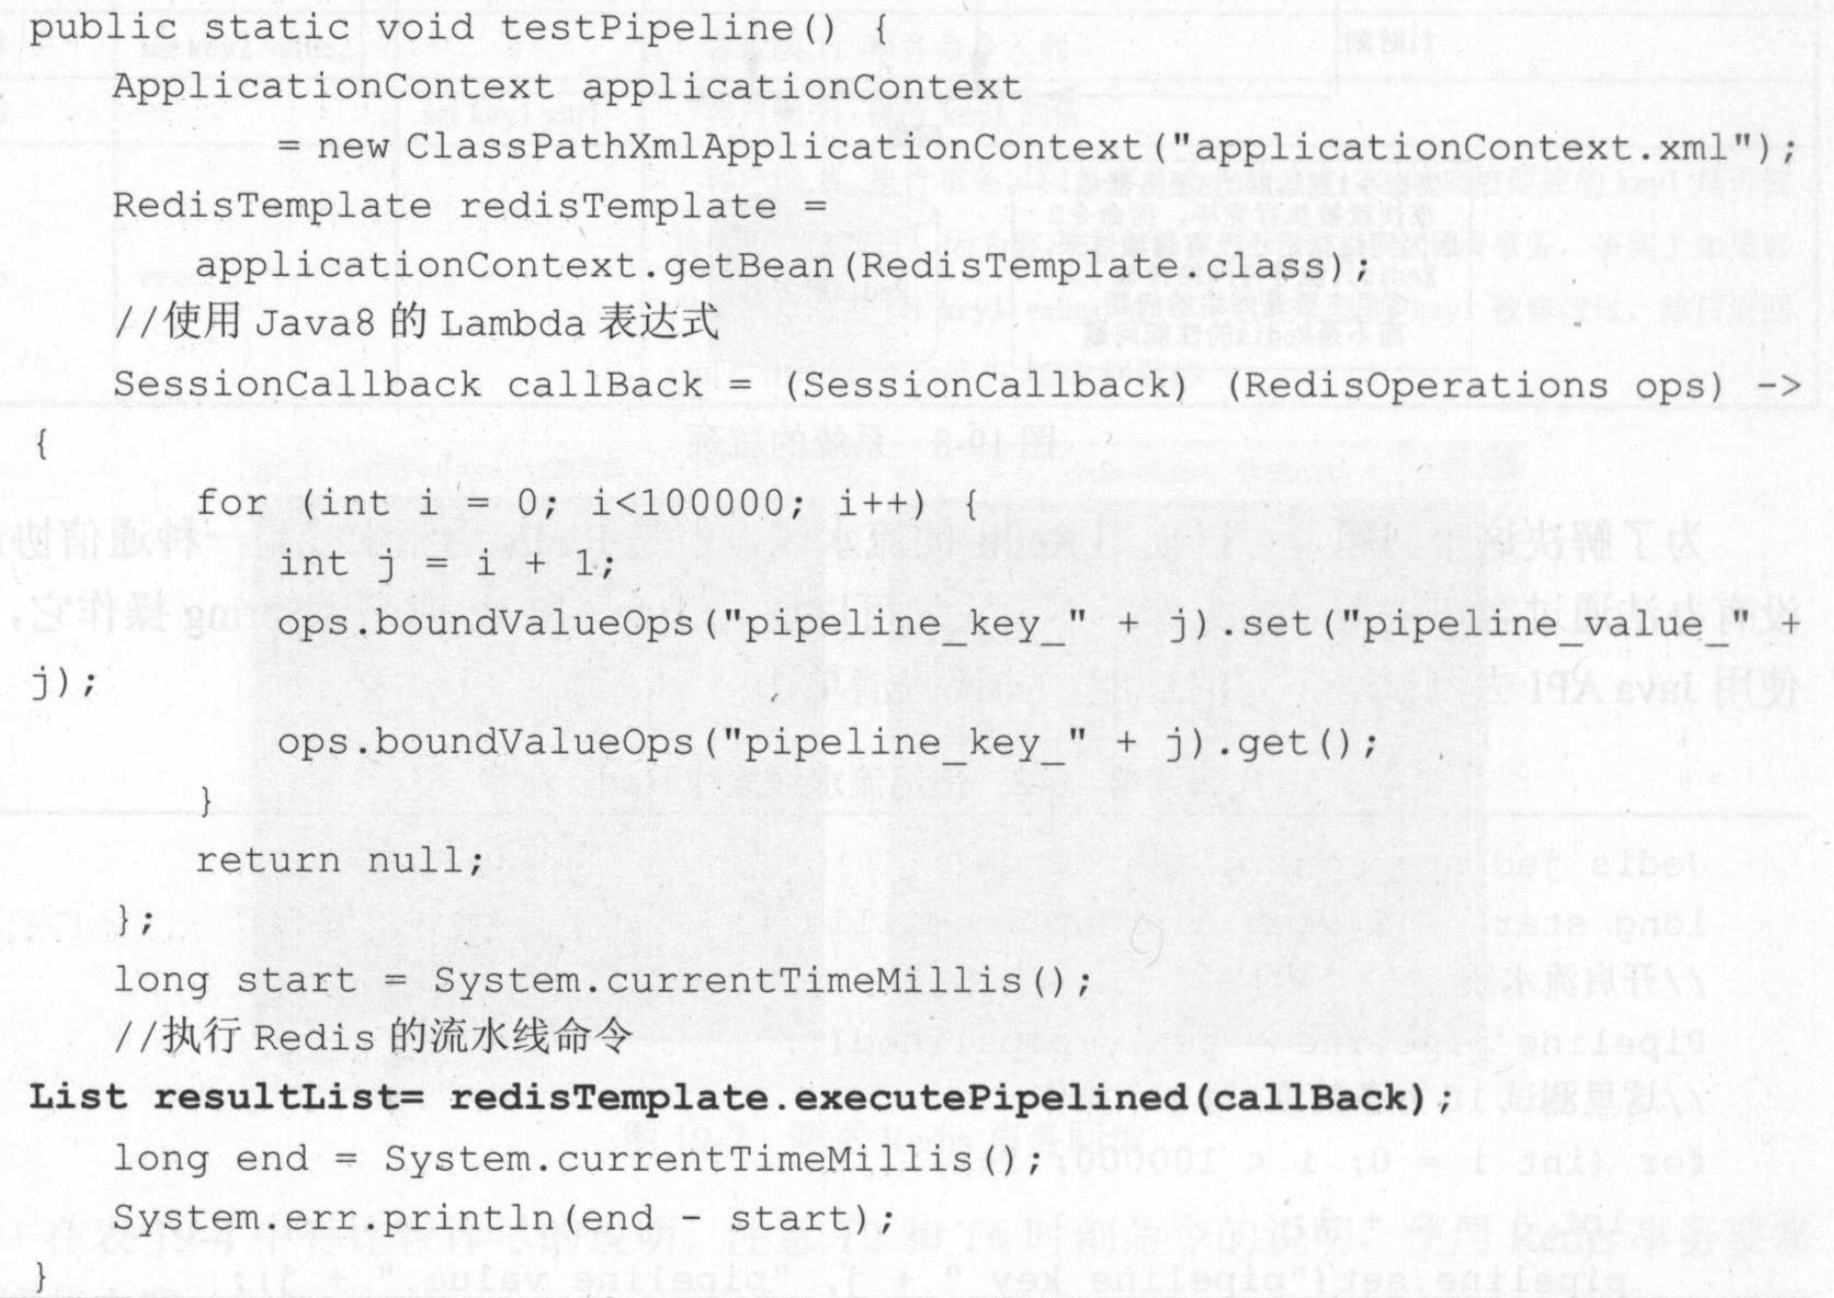 public static void testPipeline() {
ApplicationContext applicationContext
= new ClassPathXmlApplicationContext("applicationContext.xml");
RedisTemplate redisTemplate =
applicationContext.getBean(RedisTemplate.class);
//使用 Java8 的 Lambda 表达式
SessionCallback callBack = (SessionCallback) (RedisOperations ops) ->
{
for (int i = 0; i<100000; i++) {
int j = i + 1;
ops.boundValueOps("pipeline_key_" + j).set("pipeline_value_" +
j);
ops.boundValueOps("pipeline_key_" + j).get();
}
return null;
};
long start = System.currentTimeMillis();
//执行 Redis 的流水线命令
List resultList= redisTemplate.executePipelined(callBack);
long end = System.currentTimeMillis();
System.err.println(end - start);
}